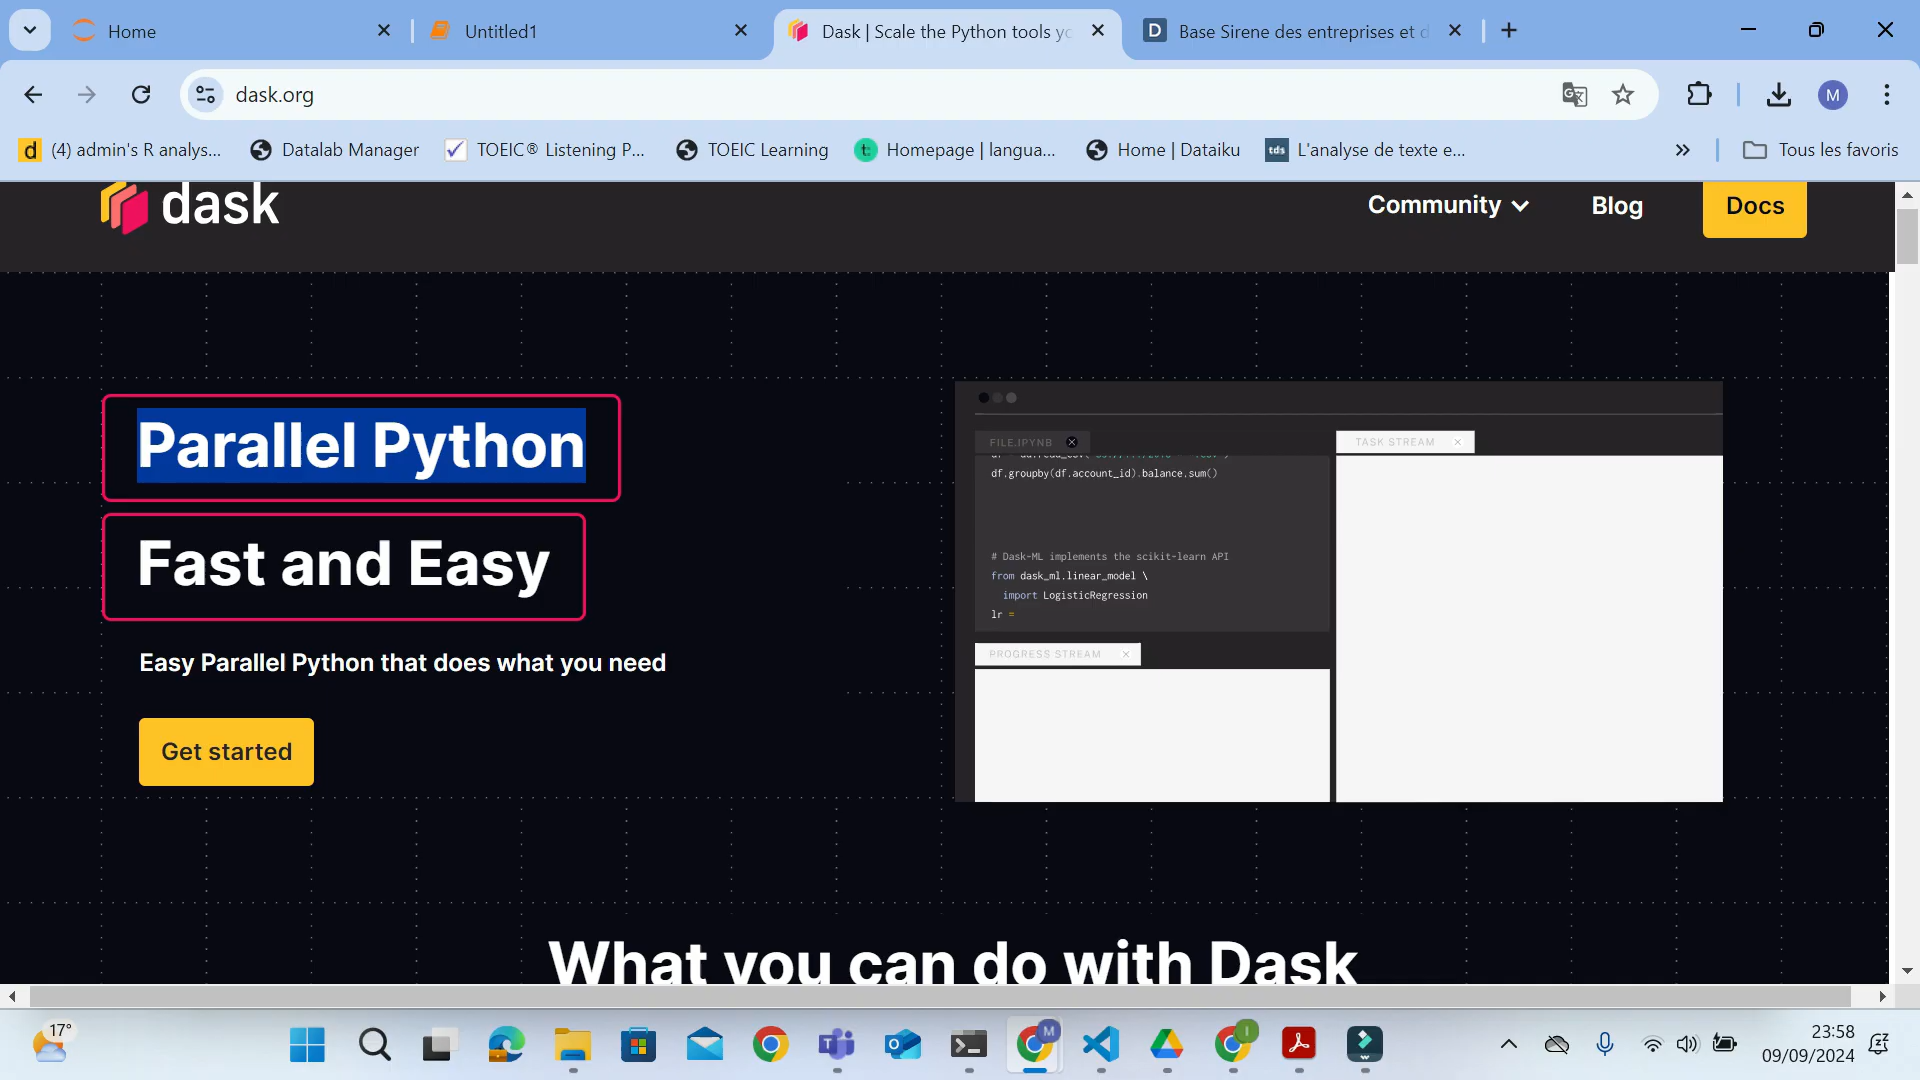 Home
Untitled1
Dask | Scale the Python tools yo
D Base Sirene des entreprises et d
dask.org
M
d (4) admin's R analys...
Datalab Manager
TOEIC® Listening P...
TOEIC Learning
t Homepage | langua...
Home | Dataiku
tds L'analyse de texte e...
Tous les favoris
dask
Community
Blog
Docs
Parallel Python
Fast and Easy
Easy Parallel Python that does what you need
Get started
FILE.IPYNB
df.groupby(df.account_id).balance.sum()
# Dask-ML implements the scikit-learn API
from dask_ml.linear_model \
import LogisticRegression
lr =
TASK STREAM
PROGRESS STREAM
What you can do with Dask
17°
M
I
23:58
09/09/2024